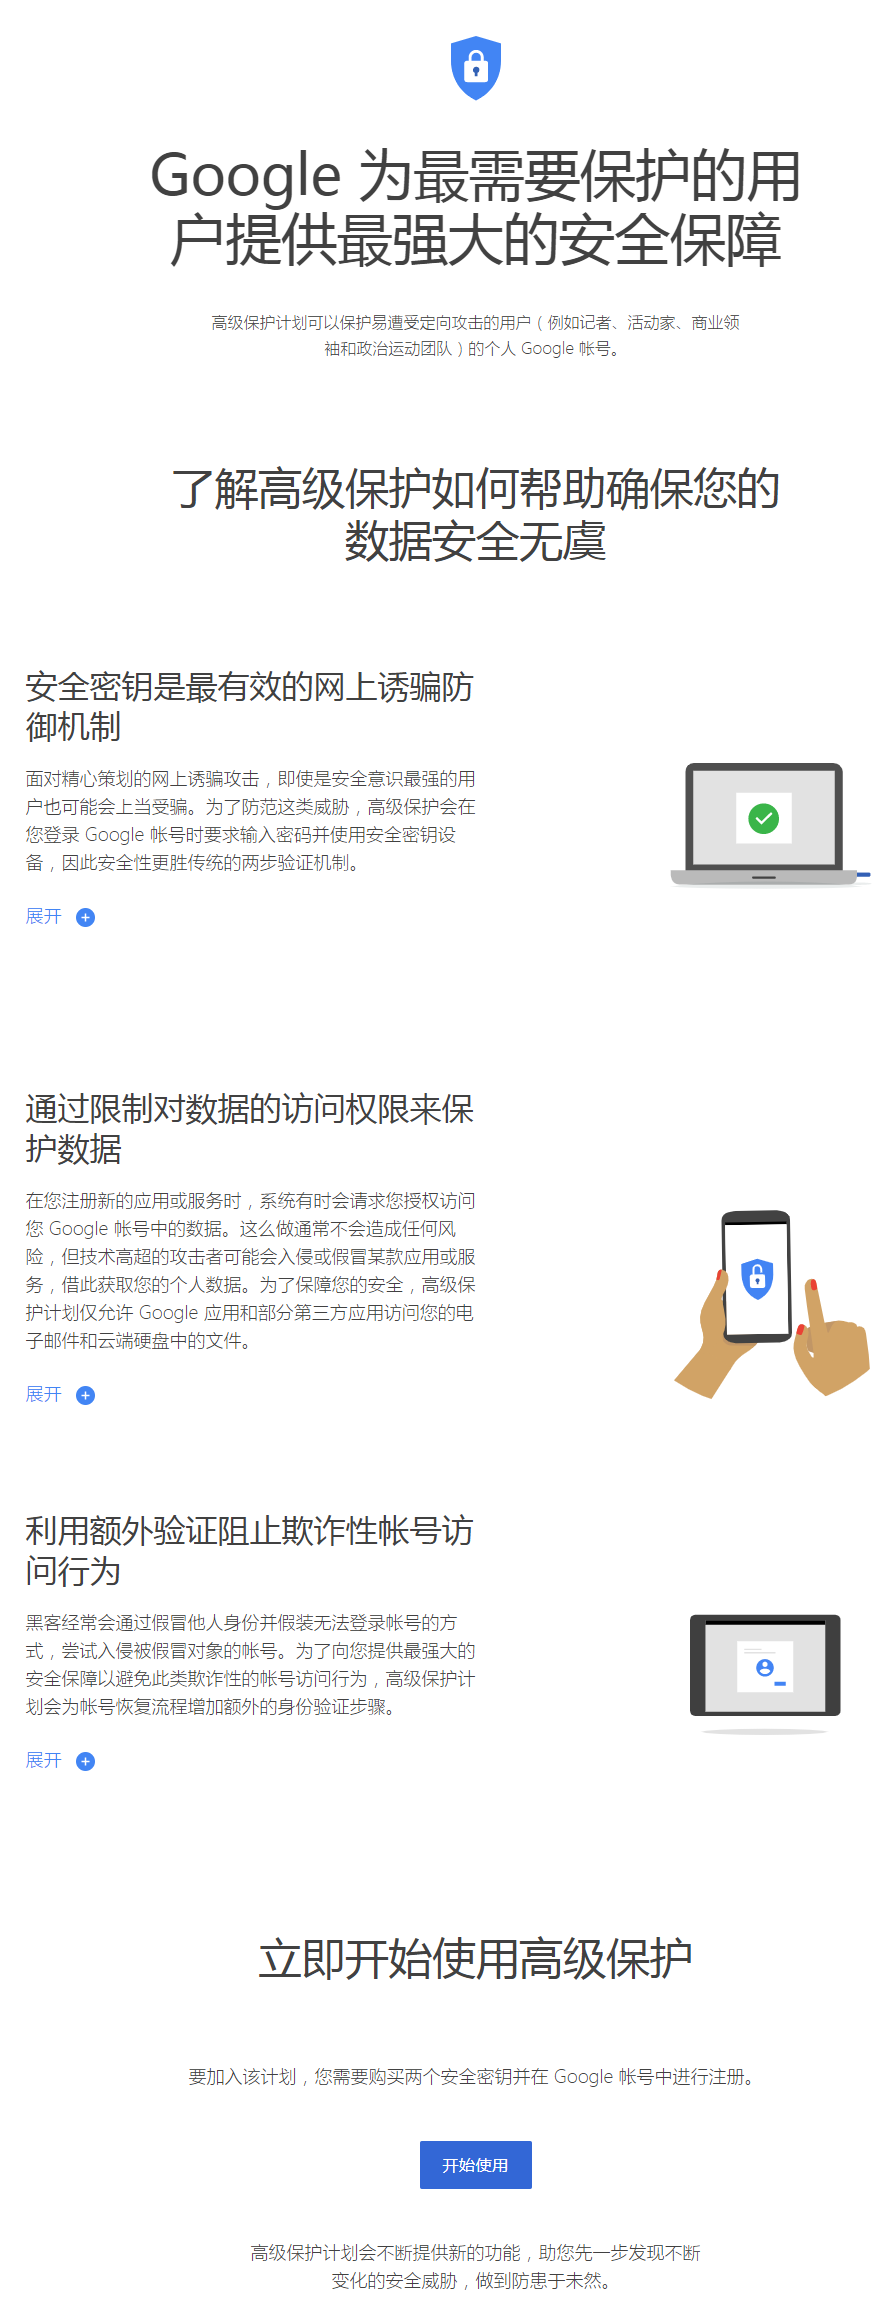 Google 为最需要保护的用
户提供最强大的安全保障
高级保护计划可以保护易遭受定向攻击的用户（例如记者、活动家、商业领
袖和政治运动团队）的个人 Google 帐号。
了解高级保护如何帮助确保您的
数据安全无虞
安全密钥是最有效的网上诱骗防
御机制
面对精心策划的网上诱骗攻击，即使是安全意识最强的用
户也可能会上当受骗。为了防范这类威胁，高级保护会在
您登录 Google 帐号时要求输入密码并使用安全密钥设
备，因此安全性更胜传统的两步验证机制。
展开
通过限制对数据的访问权限来保
护数据
在您注册新的应用或服务时，系统有时会请求您授权访问
您 Google 帐号中的数据。这么做通常不会造成任何风
险，但技术高超的攻击者可能会入侵或假冒某款应用或服
务，借此获取您的个人数据。为了保障您的安全，高级保
护计划仅允许 Google 应用和部分第三方应用访问您的电
子邮件和云端硬盘中的文件。
展开
利用额外验证阻止欺诈性帐号访
问行为
黑客经常会通过假冒他人身份并假装无法登录帐号的方
式，尝试入侵被假冒对象的帐号。为了向您提供最强大的
安全保障以避免此类欺诈性的帐号访问行为，高级保护计
划会为帐号恢复流程增加额外的身份验证步骤。
展开
立即开始使用高级保护
要加入该计划，您需要购买两个安全密钥并在 Google 帐号中进行注册。
开始使用
高级保护计划会不断提供新的功能，助您先一步发现不断
变化的安全威胁，做到防患于未然。